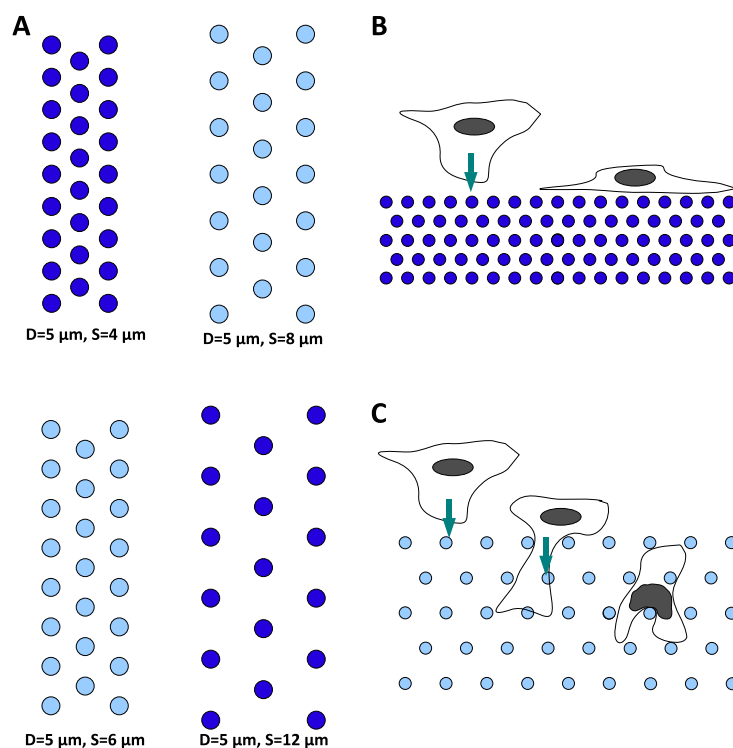 A
B
D=5 µm, S=4 µm
D=5 µm, S=8 µm
C
D=5 µm, S=6 µm
D=5 µm, S=12 µm